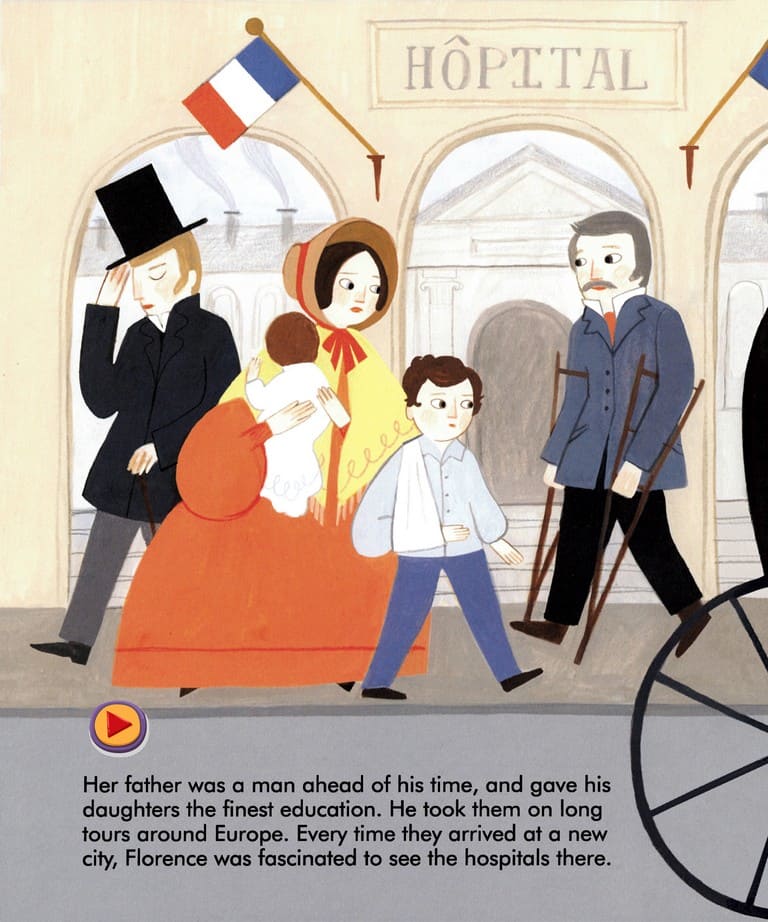 HÔPITAL
Her father was a man ahead of his time, and gave his
daughters the finest education. He took them on long
tours around Europe. Every time they arrived at a new
city, Florence was fascinated to see the hospitals there.